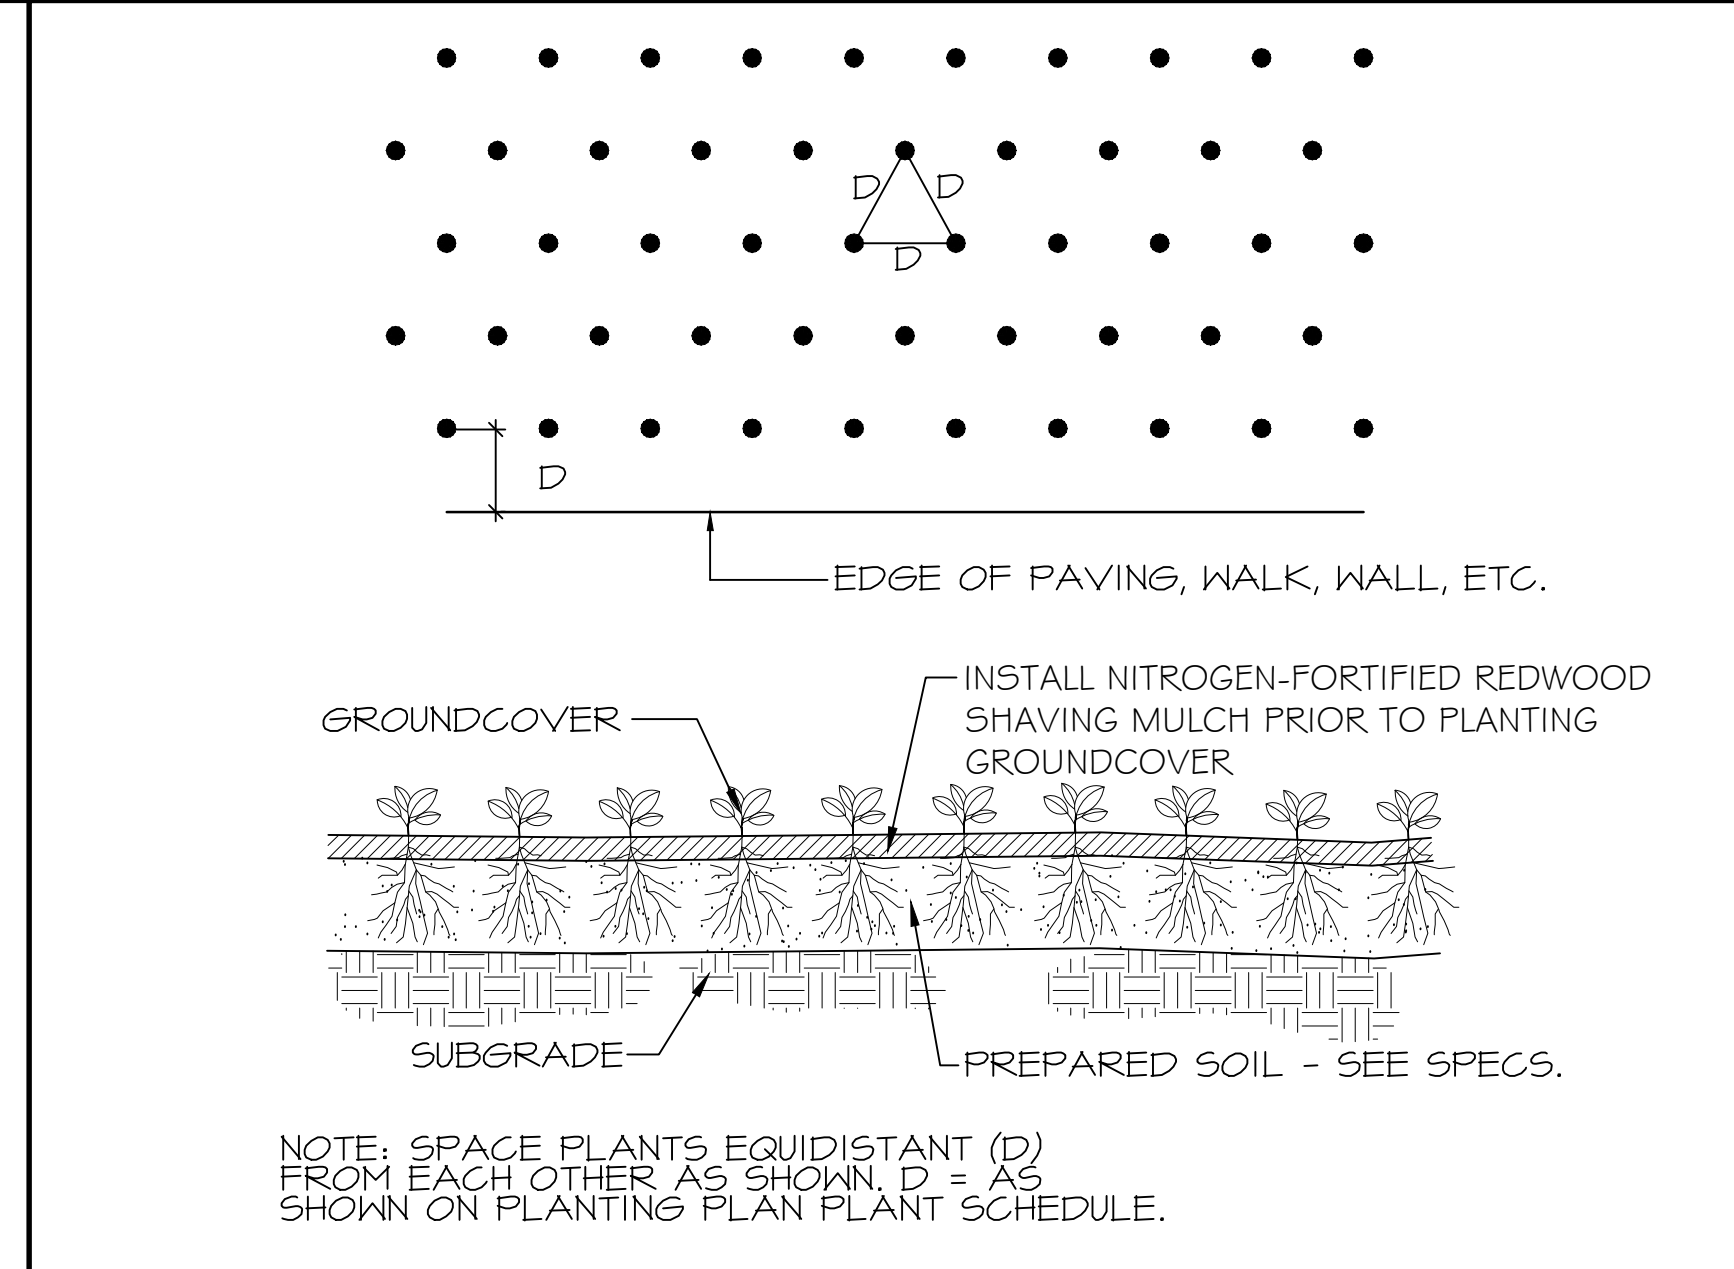 D D
D
D
EDGE OF PAVING, WALK, WALL, ETC.
INSTALL NITROGEN-FORTIFIED REDWOOD
SHAVING MULCH PRIOR TO PLANTING
GROUNDCOVER
GROUNDCOVER
SUBGRADE
PREPARED SOIL - SEE SPECS.
NOTE: SPACE PLANTS EQUIDISTANT (D)
FROM EACH OTHER AS SHOWN. D = AS
SHOWN ON PLANTING PLAN PLANT SCHEDULE.